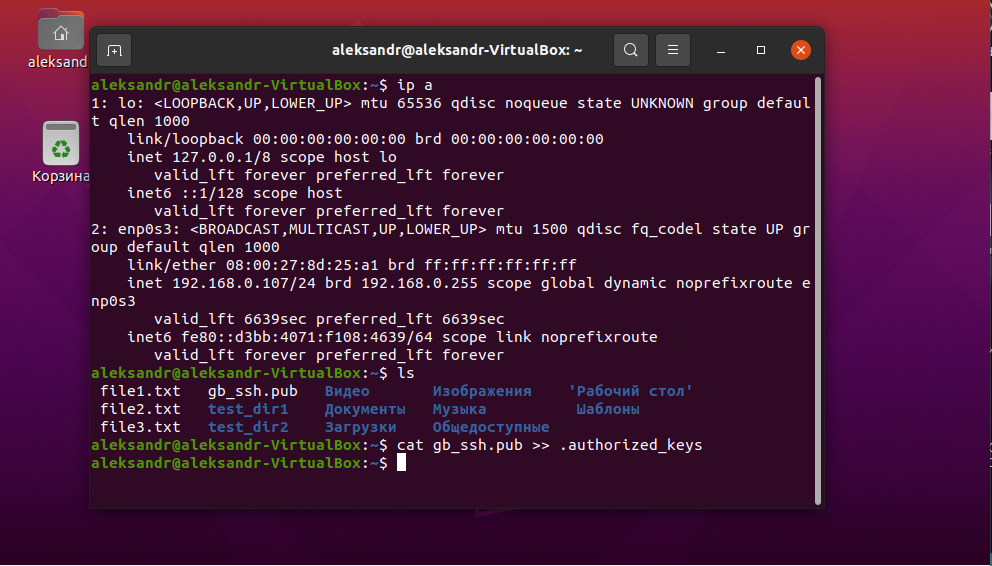 aleksand
Корзина
aleksandr@aleksandr-VirtualBox: ~
aleksandr@aleksandr-VirtualBox:~$ ip a
1: lo: <LOOPBACK,UP,LOWER_UP> mtu 65536 qdisc noqueue state UNKNOWN group defaul
t qlen 1000
link/loopback 00:00:00:00:00:00 brd 00:00:00:00:00:00
inet 127.0.0.1/8 scope host lo
valid_lft forever preferred_lft forever
inet6 ::1/128 scope host
valid_lft forever preferred_lft forever
2: enp0s3: <BROADCAST,MULTICAST,UP,LOWER_UP> mtu 1500 qdisc fq_codel state UP gr
oup default qlen 1000
link/ether 08:00:27:8d:25:a1 brd ff:ff:ff:ff:ff:ff
inet 192.168.0.107/24 brd 192.168.0.255 scope global dynamic noprefixroute e
np0s3
valid_lft 6639sec preferred_lft 6639sec
inet6 fe80::d3bb:4071:f108:4639/64 scope link noprefixroute
valid_lft forever preferred_lft forever
aleksandr@aleksandr-VirtualBox:~$ ls
file1.txt gb_ssh.pub Видео Изображения 'Рабочий стол'
file2.txt test_dir1 Документы Музыка Шаблоны
file3.txt test_dir2 Загрузки Общедоступные
aleksandr@aleksandr-VirtualBox:~$ cat gb_ssh.pub >> .authorized_keys
aleksandr@aleksandr-VirtualBox:~$